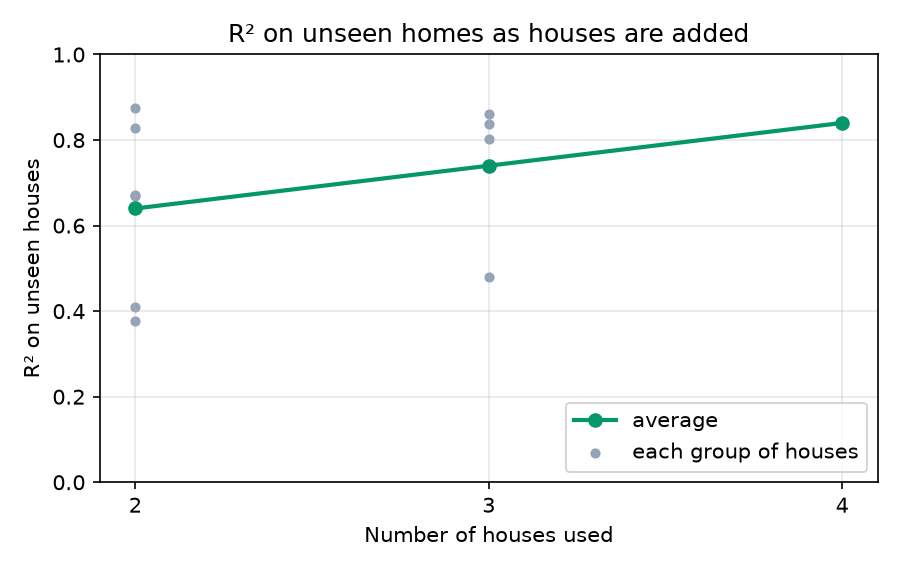 R² on unseen homes as houses are added
R² on unseen houses
1.0
0.8
0.6
0.4
0.2
0.0
2
3
4
Number of houses used
average
each group of houses